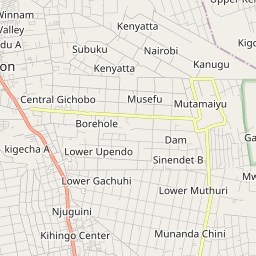 Winnam
Valley
du A
Kenyatta
Kigo
Subuku
Nairobi
Kenyatta
Kanugu
on
Central Gichobo
Musefu
Mutamaiyu
Borehole
Dam
kigecha A
Lower Upendo
Sinendet B
Mw
Lower Gachuhi
Lower Muthuri
Njuguini
Kihingo Center
Munanda Chini